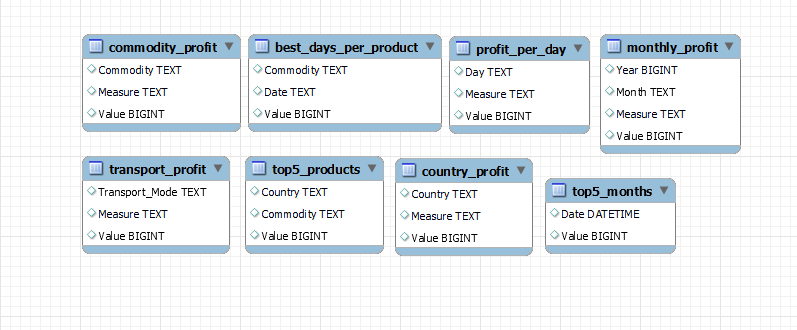 commodity_profit
Commodity TEXT
Measure TEXT
Value BIGINT
best_days_per_product
Commodity TEXT
Date TEXT
Value BIGINT
profit_per_day
Day TEXT
Measure TEXT
Value BIGINT
monthly_profit
Year BIGINT
Month TEXT
Measure TEXT
Value BIGINT
transport_profit
Transport_Mode TEXT
Measure TEXT
Value BIGINT
top5_products
Country TEXT
Commodity TEXT
Value BIGINT
country_profit
Country TEXT
Measure TEXT
Value BIGINT
top5_months
Date DATETIME
Value BIGINT